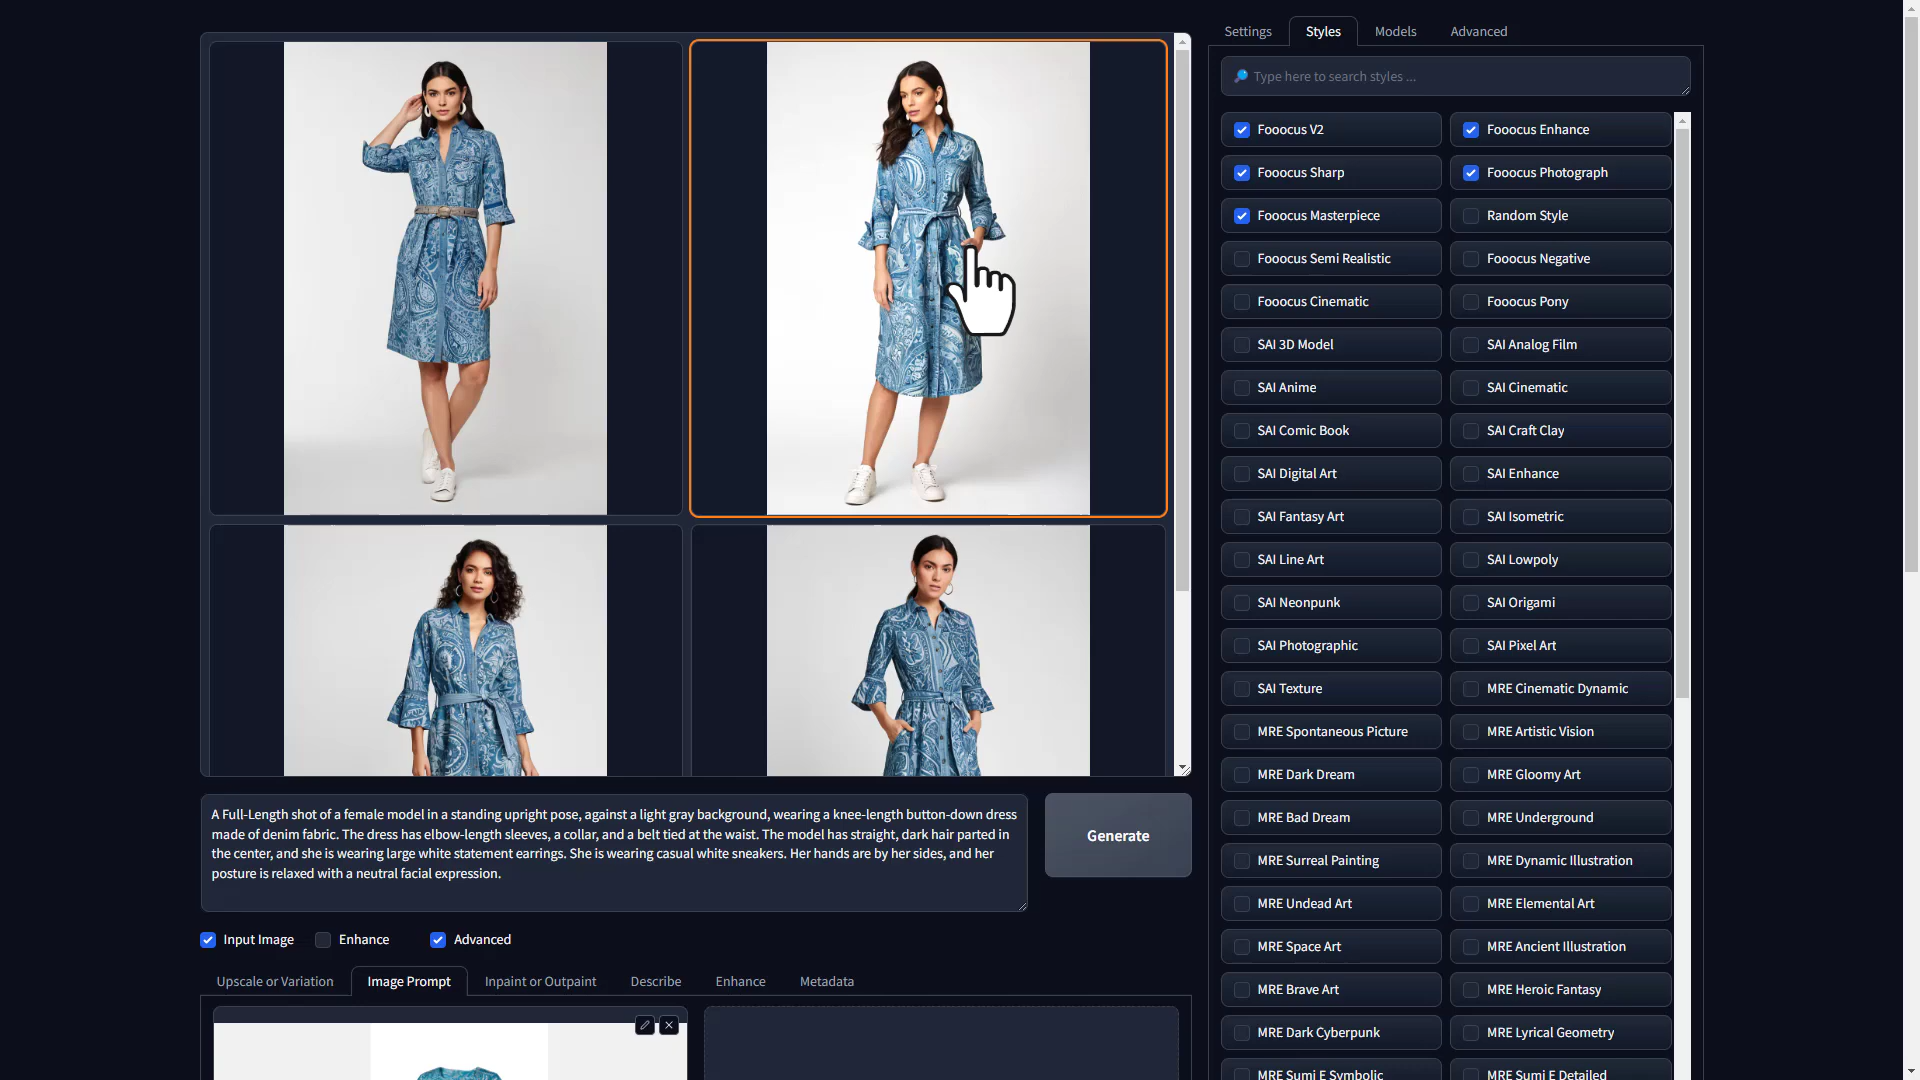 Settings
Styles
Models
Advanced
Type here to search styles ...
Fooocus V2
Fooocus Enhance
Fooocus Sharp
Fooocus Photograph
Fooocus Masterpiece
Random Style
Fooocus Semi Realistic
Fooocus Negative
Fooocus Cinematic
Fooocus Pony
SAI 3D Model
SAI Analog Film
SAI Anime
SAI Cinematic
SAI Comic Book
SAI Craft Clay
SAI Digital Art
SAI Enhance
SAI Fantasy Art
SAI Isometric
SAI Line Art
SAI Lowpoly
SAI Neonpunk
SAI Origami
SAI Photographic
SAI Pixel Art
SAI Texture
MRE Cinematic Dynamic
MRE Spontaneous Picture
MRE Artistic Vision
MRE Dark Dream
MRE Gloomy Art
MRE Bad Dream
MRE Underground
MRE Surreal Painting
MRE Dynamic Illustration
MRE Undead Art
MRE Elemental Art
MRE Space Art
MRE Ancient Illustration
MRE Brave Art
MRE Heroic Fantasy
MRE Dark Cyberpunk
MRE Lyrical Geometry
MRE Sumi E Symbolic
MRE Sumi E Detailed
A Full-Length shot of a female model in a standing upright pose, against a light gray background, wearing a knee-length button-down dress
made of denim fabric. The dress has elbow-length sleeves, a collar, and a belt tied at the waist. The model has straight, dark hair parted in
the center, and she is wearing large white statement earrings. She is wearing casual white sneakers. Her hands are by her sides, and her
posture is relaxed with a neutral facial expression.
Generate
Input Image
Enhance
Advanced
Upscale or Variation
Image Prompt
Inpaint or Outpaint
Describe
Enhance
Metadata